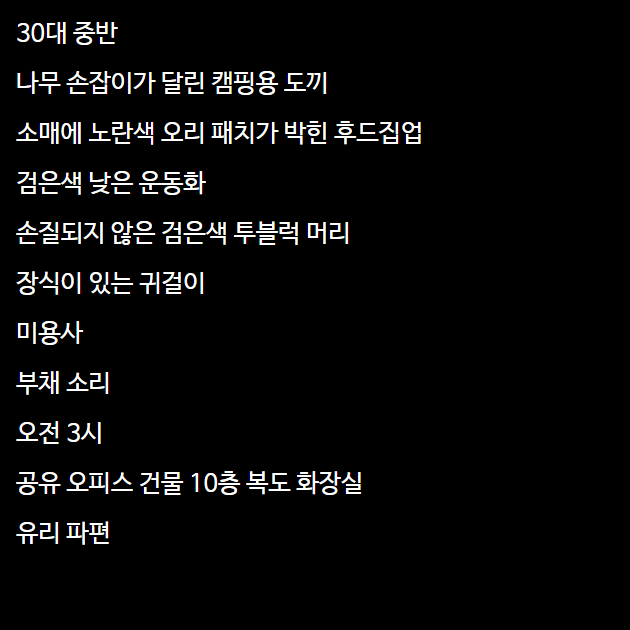 30대 중반
나무 손잡이가 달린 캠핑용 도끼
소매에 노란색 오리 패치가 박힌 후드집업
검은색 낮은 운동화
손질되지 않은 검은색 투블럭 머리
장식이 있는 귀걸이
미용사
부채 소리
오전 3시
공유 오피스 건물 10층 복도 화장실
유리 파편